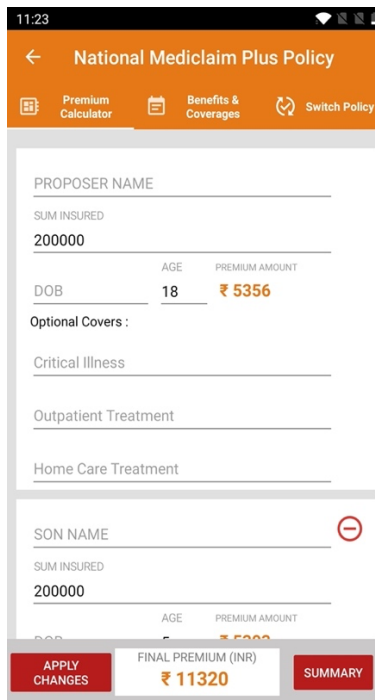 11:23
National Mediclaim Plus Policy
Premium Calculator
Benefits & Coverages
Switch Policy
PROPOSER NAME
SUM INSURED
200000
AGE PREMIUM AMOUNT
DOB 18 ₹ 5356
Optional Covers :
Critical Illness
Outpatient Treatment
Home Care Treatment
SON NAME
SUM INSURED
200000
AGE PREMIUM AMOUNT
APPLY CHANGES
FINAL PREMIUM (INR)
₹ 11320
SUMMARY